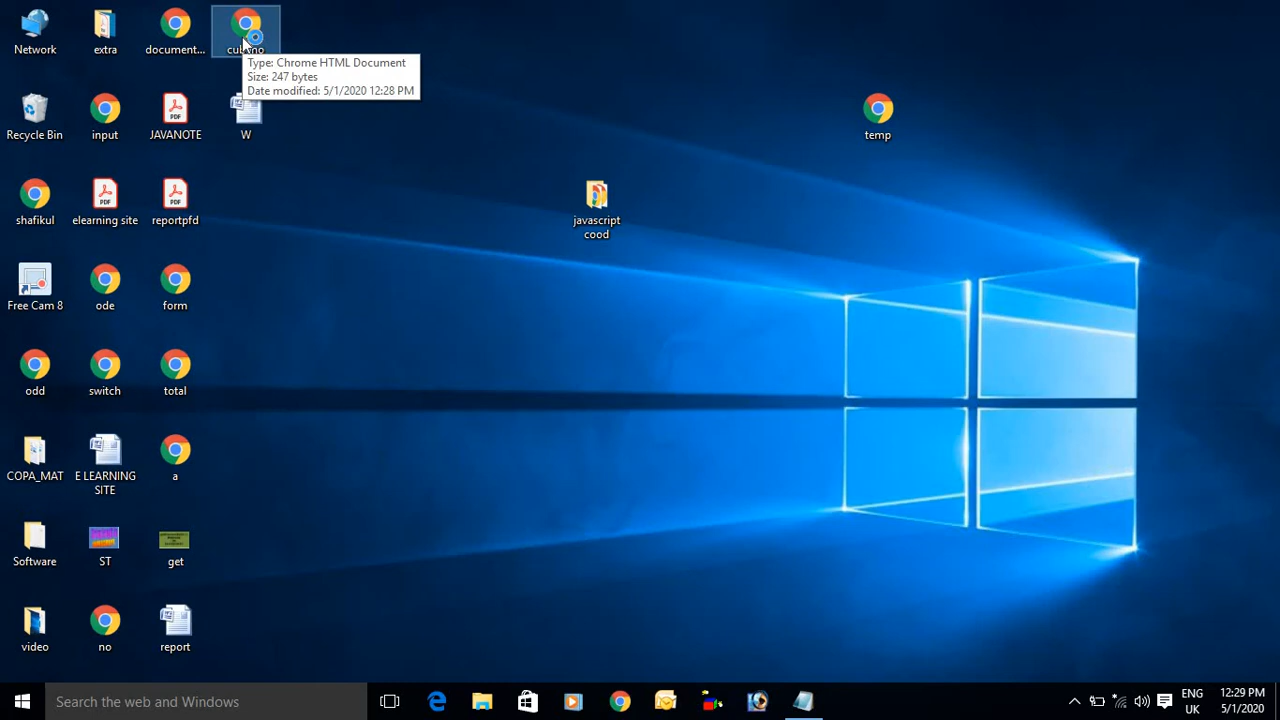 Network
extra
document...
Type: Chrome HTML Document
Size: 247 bytes
Date modified: 5/1/2020 12:28 PM
Recycle Bin
input
JAVANOTE
W
temp
shafikul
elearning site
reportpfd
javascript
cood
Free Cam 8
ode
form
odd
switch
total
COPA_MAT
E LEARNING
SITE
a
Software
ST
get
video
no
report
Search the web and Windows
ENG
UK
12:29 PM
5/1/2020